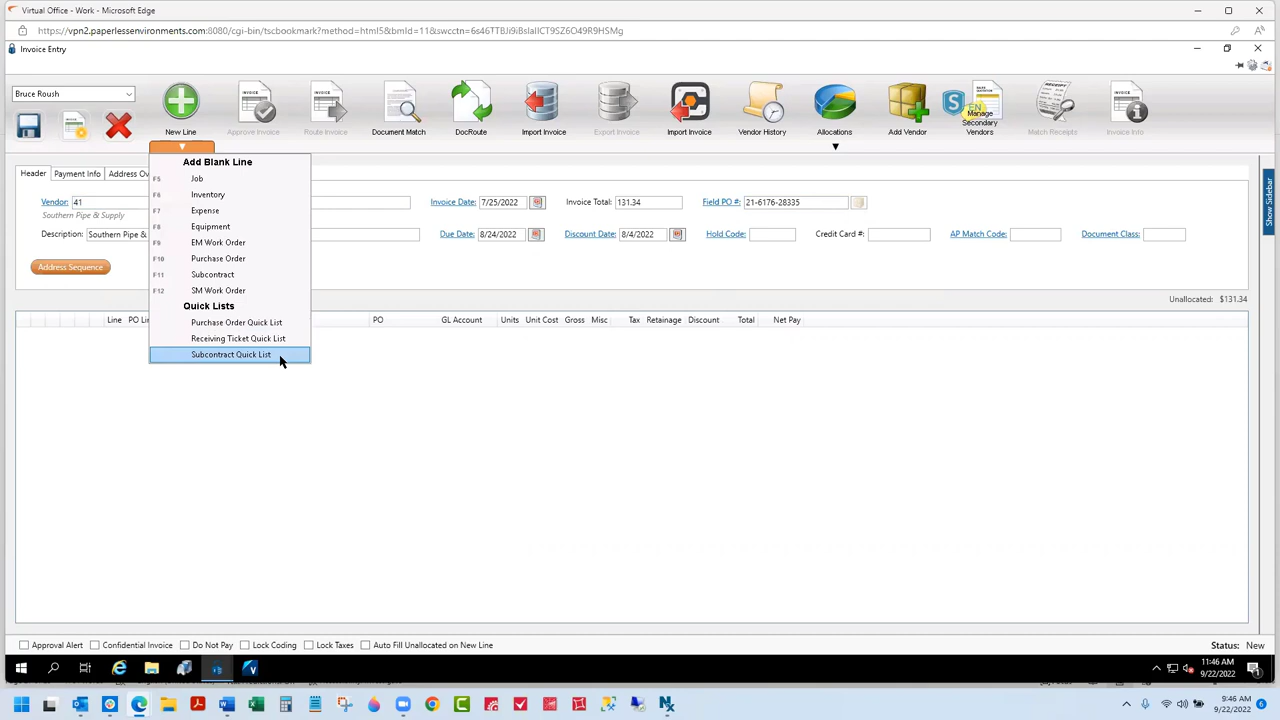 Virtual Office - Work - Microsoft Edge
https://vpn2.paperlessenvironments.com:8080/cgi-bin/tscbookmark?method=html5&bmId=11&swcctn=6s46TTBJi9iBslallCT9SZ6O49R9HSMg
Invoice Entry
Bruce Roush
New Line
Approve Invoice
Route Invoice
Document Match
DocRoute
Import Invoice
Export Invoice
Import Invoice
Vendor History
Allocations
Add Vendor
Manage Secondary Vendors
Match Receipts
Invoice Info
Header
Payment Info
Address Ov
Vendor: 41
Southern Pipe & Supply
Description: Southern Pipe &
Address Sequence
Invoice Date: 7/25/2022
Invoice Total: 131.34
Field PO #: 21-6176-28335
Due Date: 8/24/2022
Discount Date: 8/4/2022
Hold Code:
Credit Card #:
AP Match Code:
Document Class:
Show Sidebar
Unallocated: $131.34
Add Blank Line
F5 Job
F6 Inventory
F7 Expense
F8 Equipment
F9 EM Work Order
F10 Purchase Order
F11 Subcontract
F12 SM Work Order
Quick Lists
Purchase Order Quick List
Receiving Ticket Quick List
Subcontract Quick List
Line PO Lin PO GL Account Units Unit Cost Gross Misc Tax Retainage Discount Total Net Pay
Approval Alert Confidential Invoice Do Not Pay Lock Coding Lock Taxes Auto Fill Unallocated on New Line
Status: New
11:46 AM
9/22/2022
9:46 AM
9/22/2022